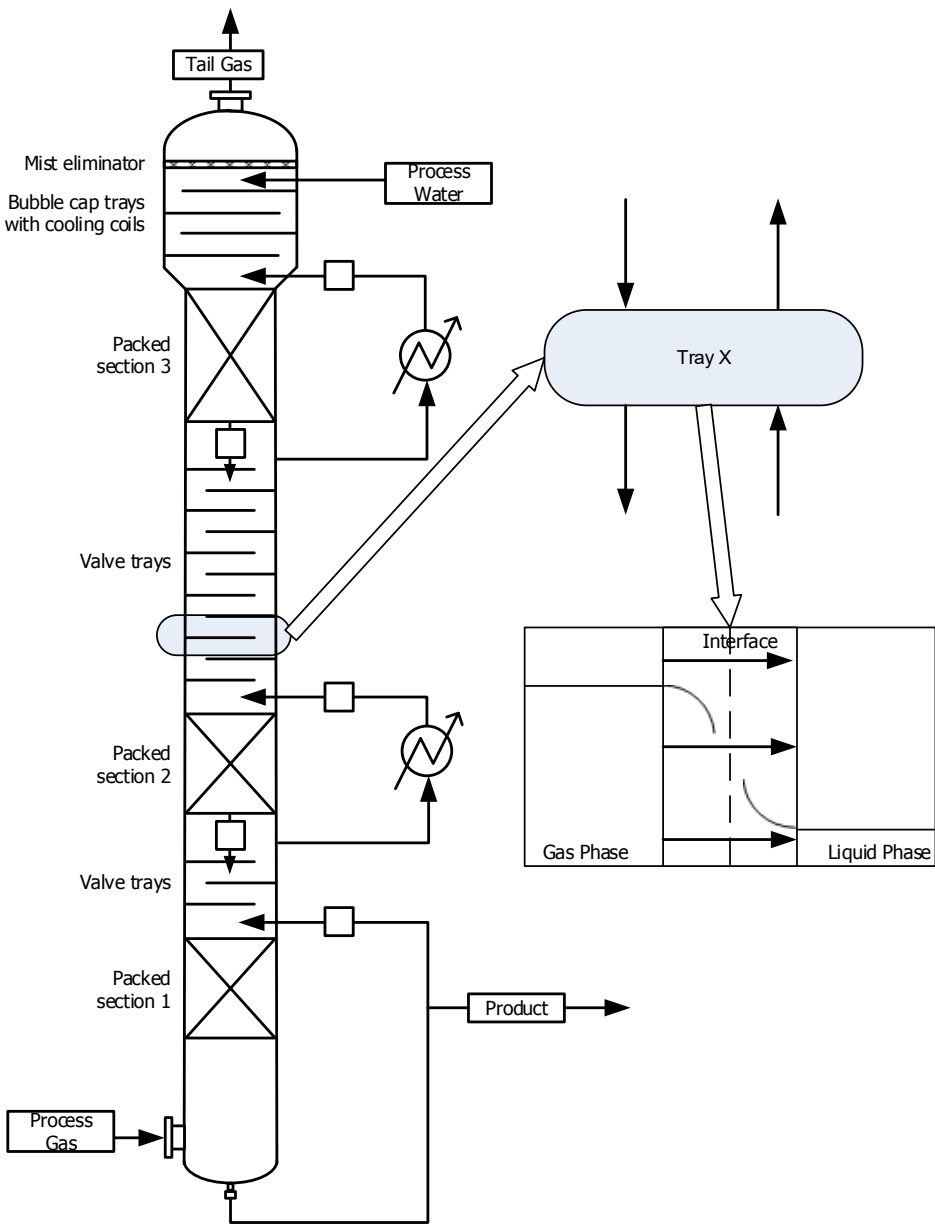 Tail Gas
Mist eliminator
Process
Water
Bubble cap trays
with cooling coils
Packed
section 3
Tray X
Valve trays
Interface
Packed
section 2
Gas Phase
Liquid Phase
Valve trays
Packed
section 1
Product
Process
Gas